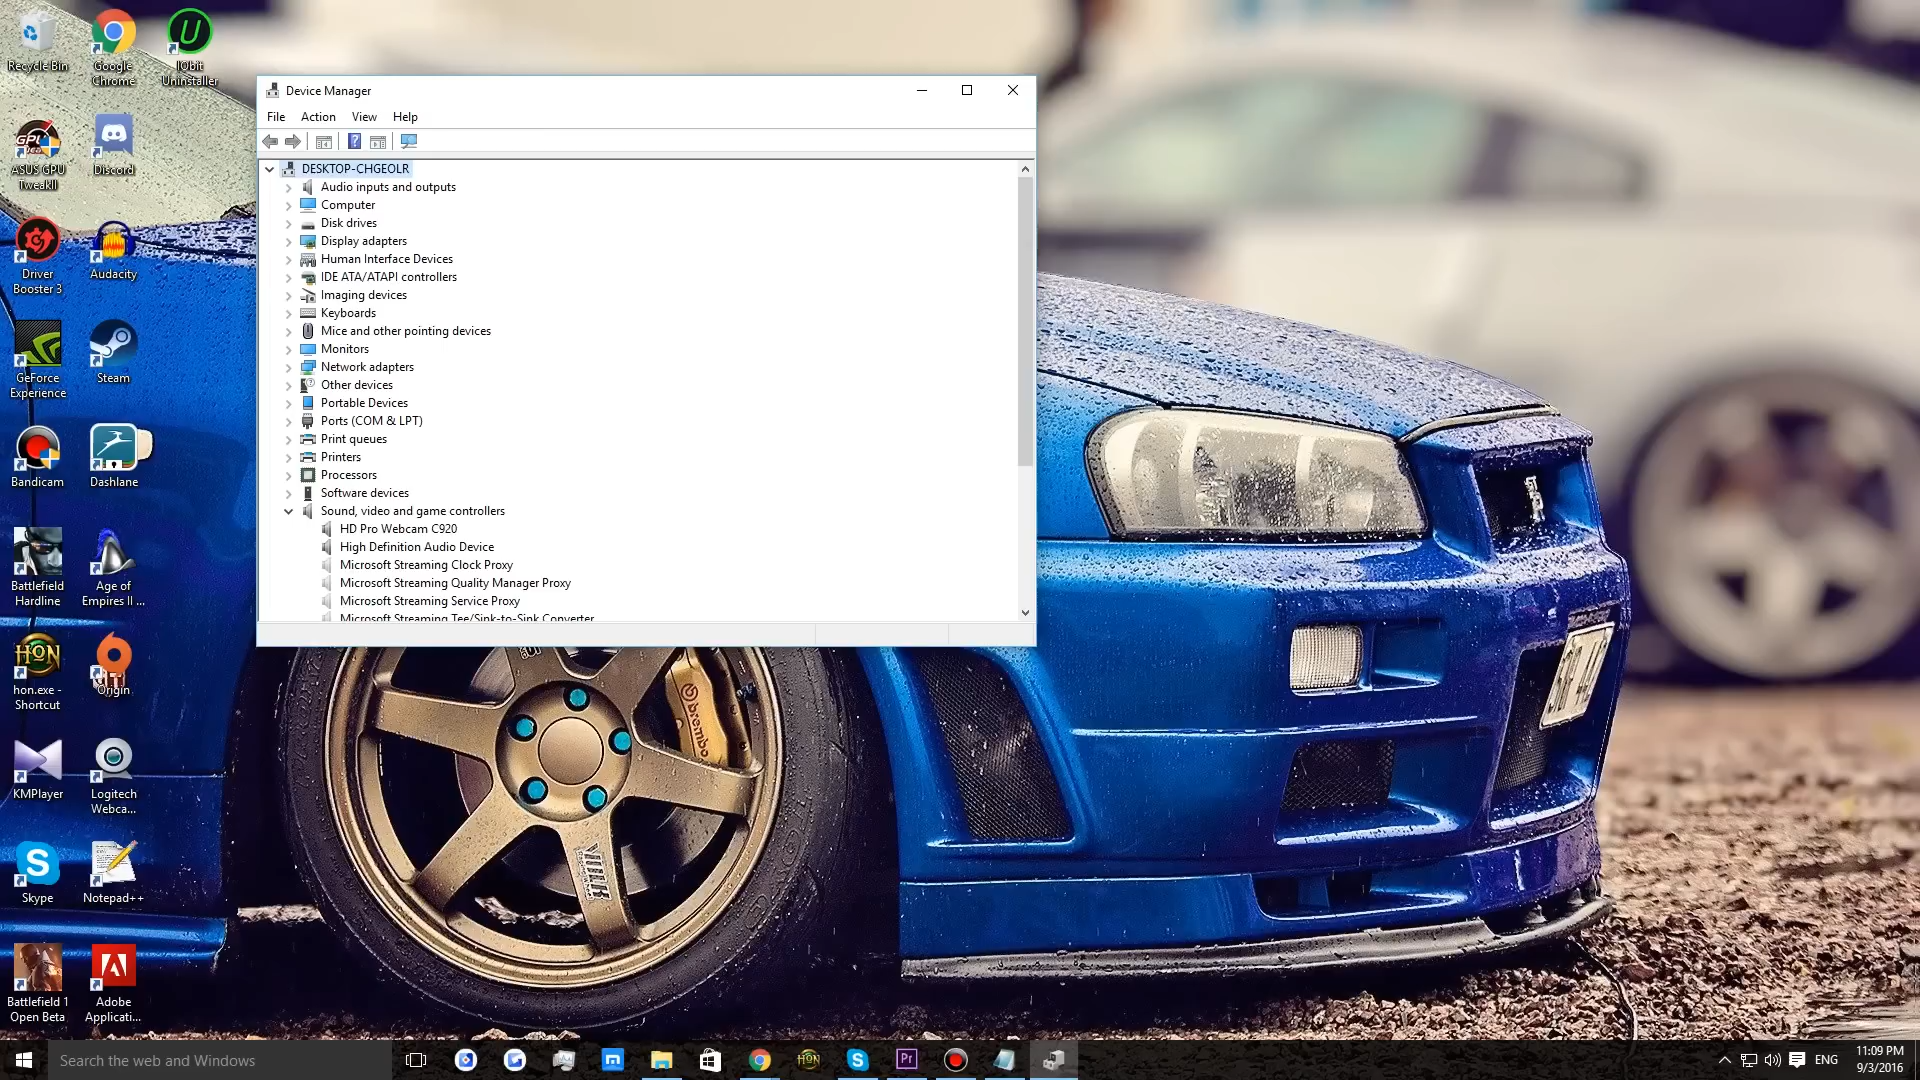 Recycle Bin
Google Chrome
IObit Uninstaller
ASUS GPU TweakII
Discord
Driver Booster 3
Audacity
GeForce Experience
Steam
Bandicam
Dashlane
Battlefield Hardline
Age of Empires II ...
HON
hon.exe - Shortcut
Origin
KMPlayer
Logitech Webca...
Skype
Notepad++
Battlefield 1 Open Beta
Adobe Applicati...
Device Manager
File Action View Help
DESKTOP-CHGEOLR
Audio inputs and outputs
Computer
Disk drives
Display adapters
Human Interface Devices
IDE ATA/ATAPI controllers
Imaging devices
Keyboards
Mice and other pointing devices
Monitors
Network adapters
Other devices
Portable Devices
Ports (COM & LPT)
Print queues
Printers
Processors
Software devices
Sound, video and game controllers
HD Pro Webcam C920
High Definition Audio Device
Microsoft Streaming Clock Proxy
Microsoft Streaming Quality Manager Proxy
Microsoft Streaming Service Proxy
Microsoft Streaming Tee/Sink-to-Sink Converter
brembo
VOLK
Search the web and Windows
HON
Pr
ENG
11:09 PM
9/3/2016